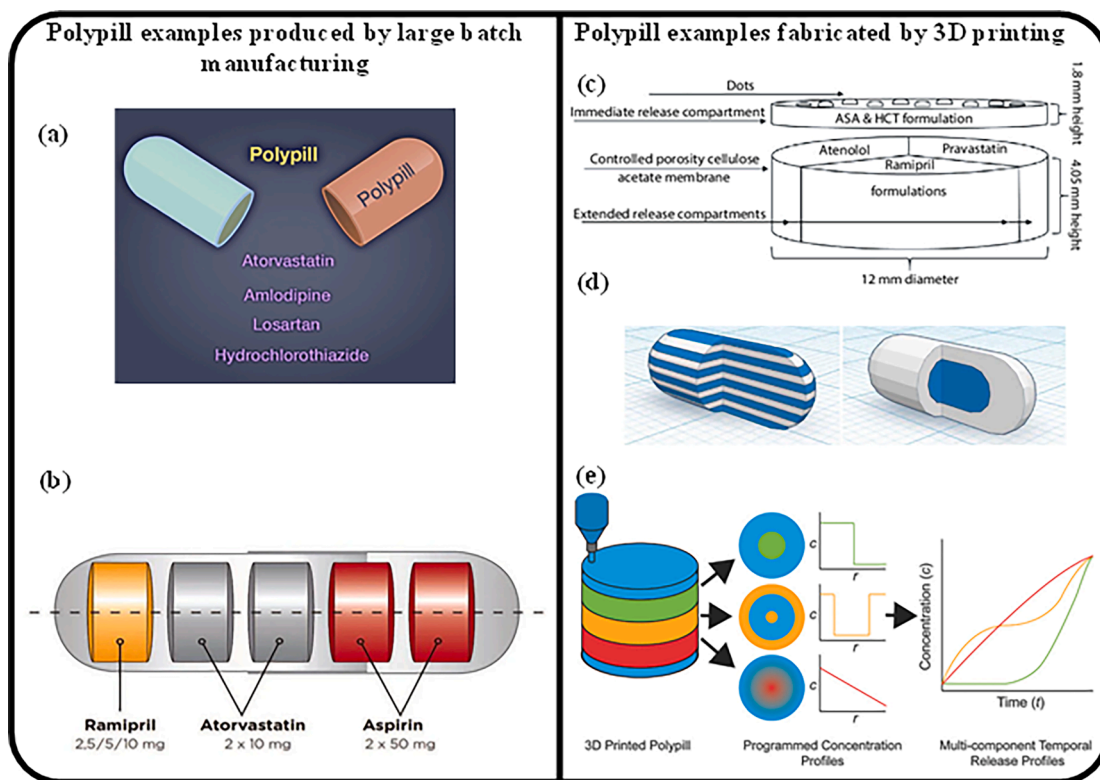 Polypill examples produced by large batch
manufacturing
(a)
Polypill
Polypill
Atorvastatin
Amlodipine
Losartan
Hydrochlorothiazide
(b)
Ramipril
2,5/5/10 mg
Atorvastatin
2 x 10 mg
Aspirin
2 x 50 mg
Polypill examples fabricated by 3D printing
(c)
Dots
Immediate release compartment
ASA & HCT formulation
1.8 mm height
Controlled porosity cellulose
acetate membrane
Atenolol
Pravastatin
Ramipril
formulations
Extended release compartments
4.05 mm height
12 mm diameter
(d)
(e)
c
r
c
r
c
r
Concentration (c)
Time (t)
3D Printed Polypill
Programmed Concentration
Profiles
Multi-component Temporal
Release Profiles